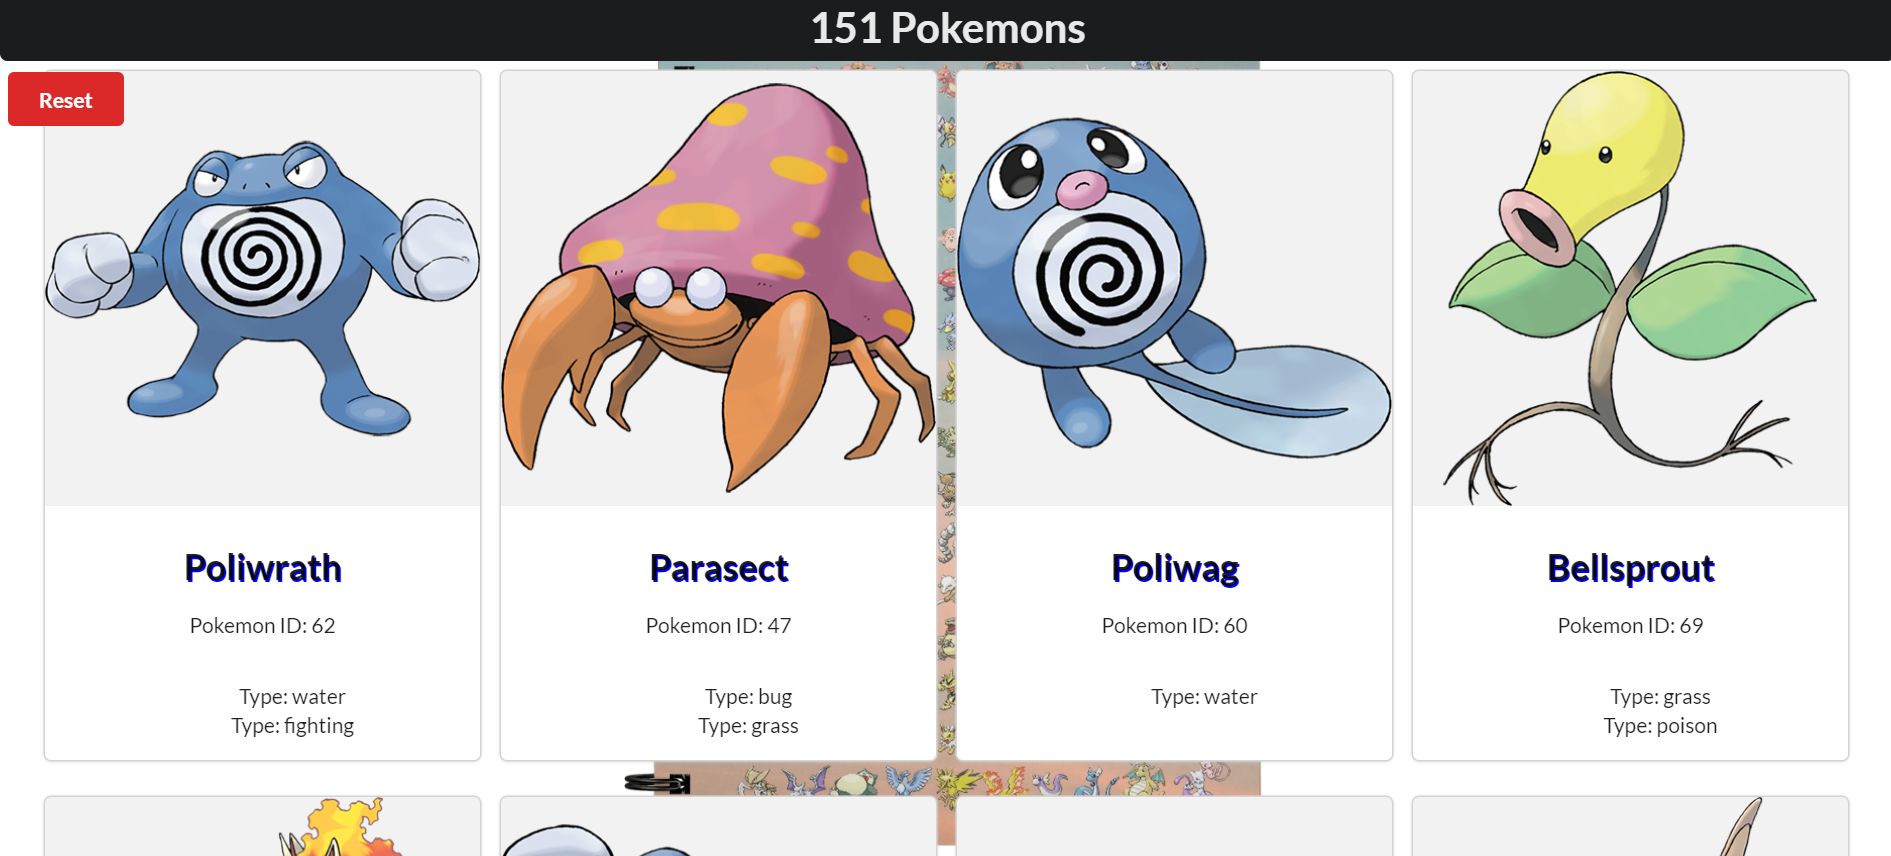 151 Pokemons
Reset
Poliwrath
Pokemon ID: 62
Type: water
Type: fighting
Parasect
Pokemon ID: 47
Type: bug
Type: grass
Poliwag
Pokemon ID: 60
Type: water
Bellsprout
Pokemon ID: 69
Type: grass
Type: poison